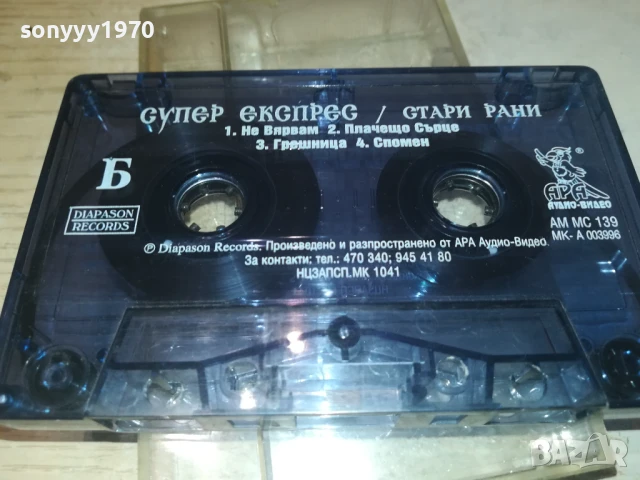 sonyyy1970
СУПЕР ЕКСПРЕС / СТАРИ РАНИ
1. Не Вярвам 2. Плачещо Сърце
3. Грешница 4. Спомен
Б
DIAPASON
RECORDS
®
АРА
АУДИО-ВИДЕО
АМ МС 139
МК- А 003996
℗ Diapason Records. Произведено и разпространено от АРА Аудио-Видео.
За контакти; тел.: 470 340; 945 41 80
НЦЗАПСП.МК 1041
BAZAR